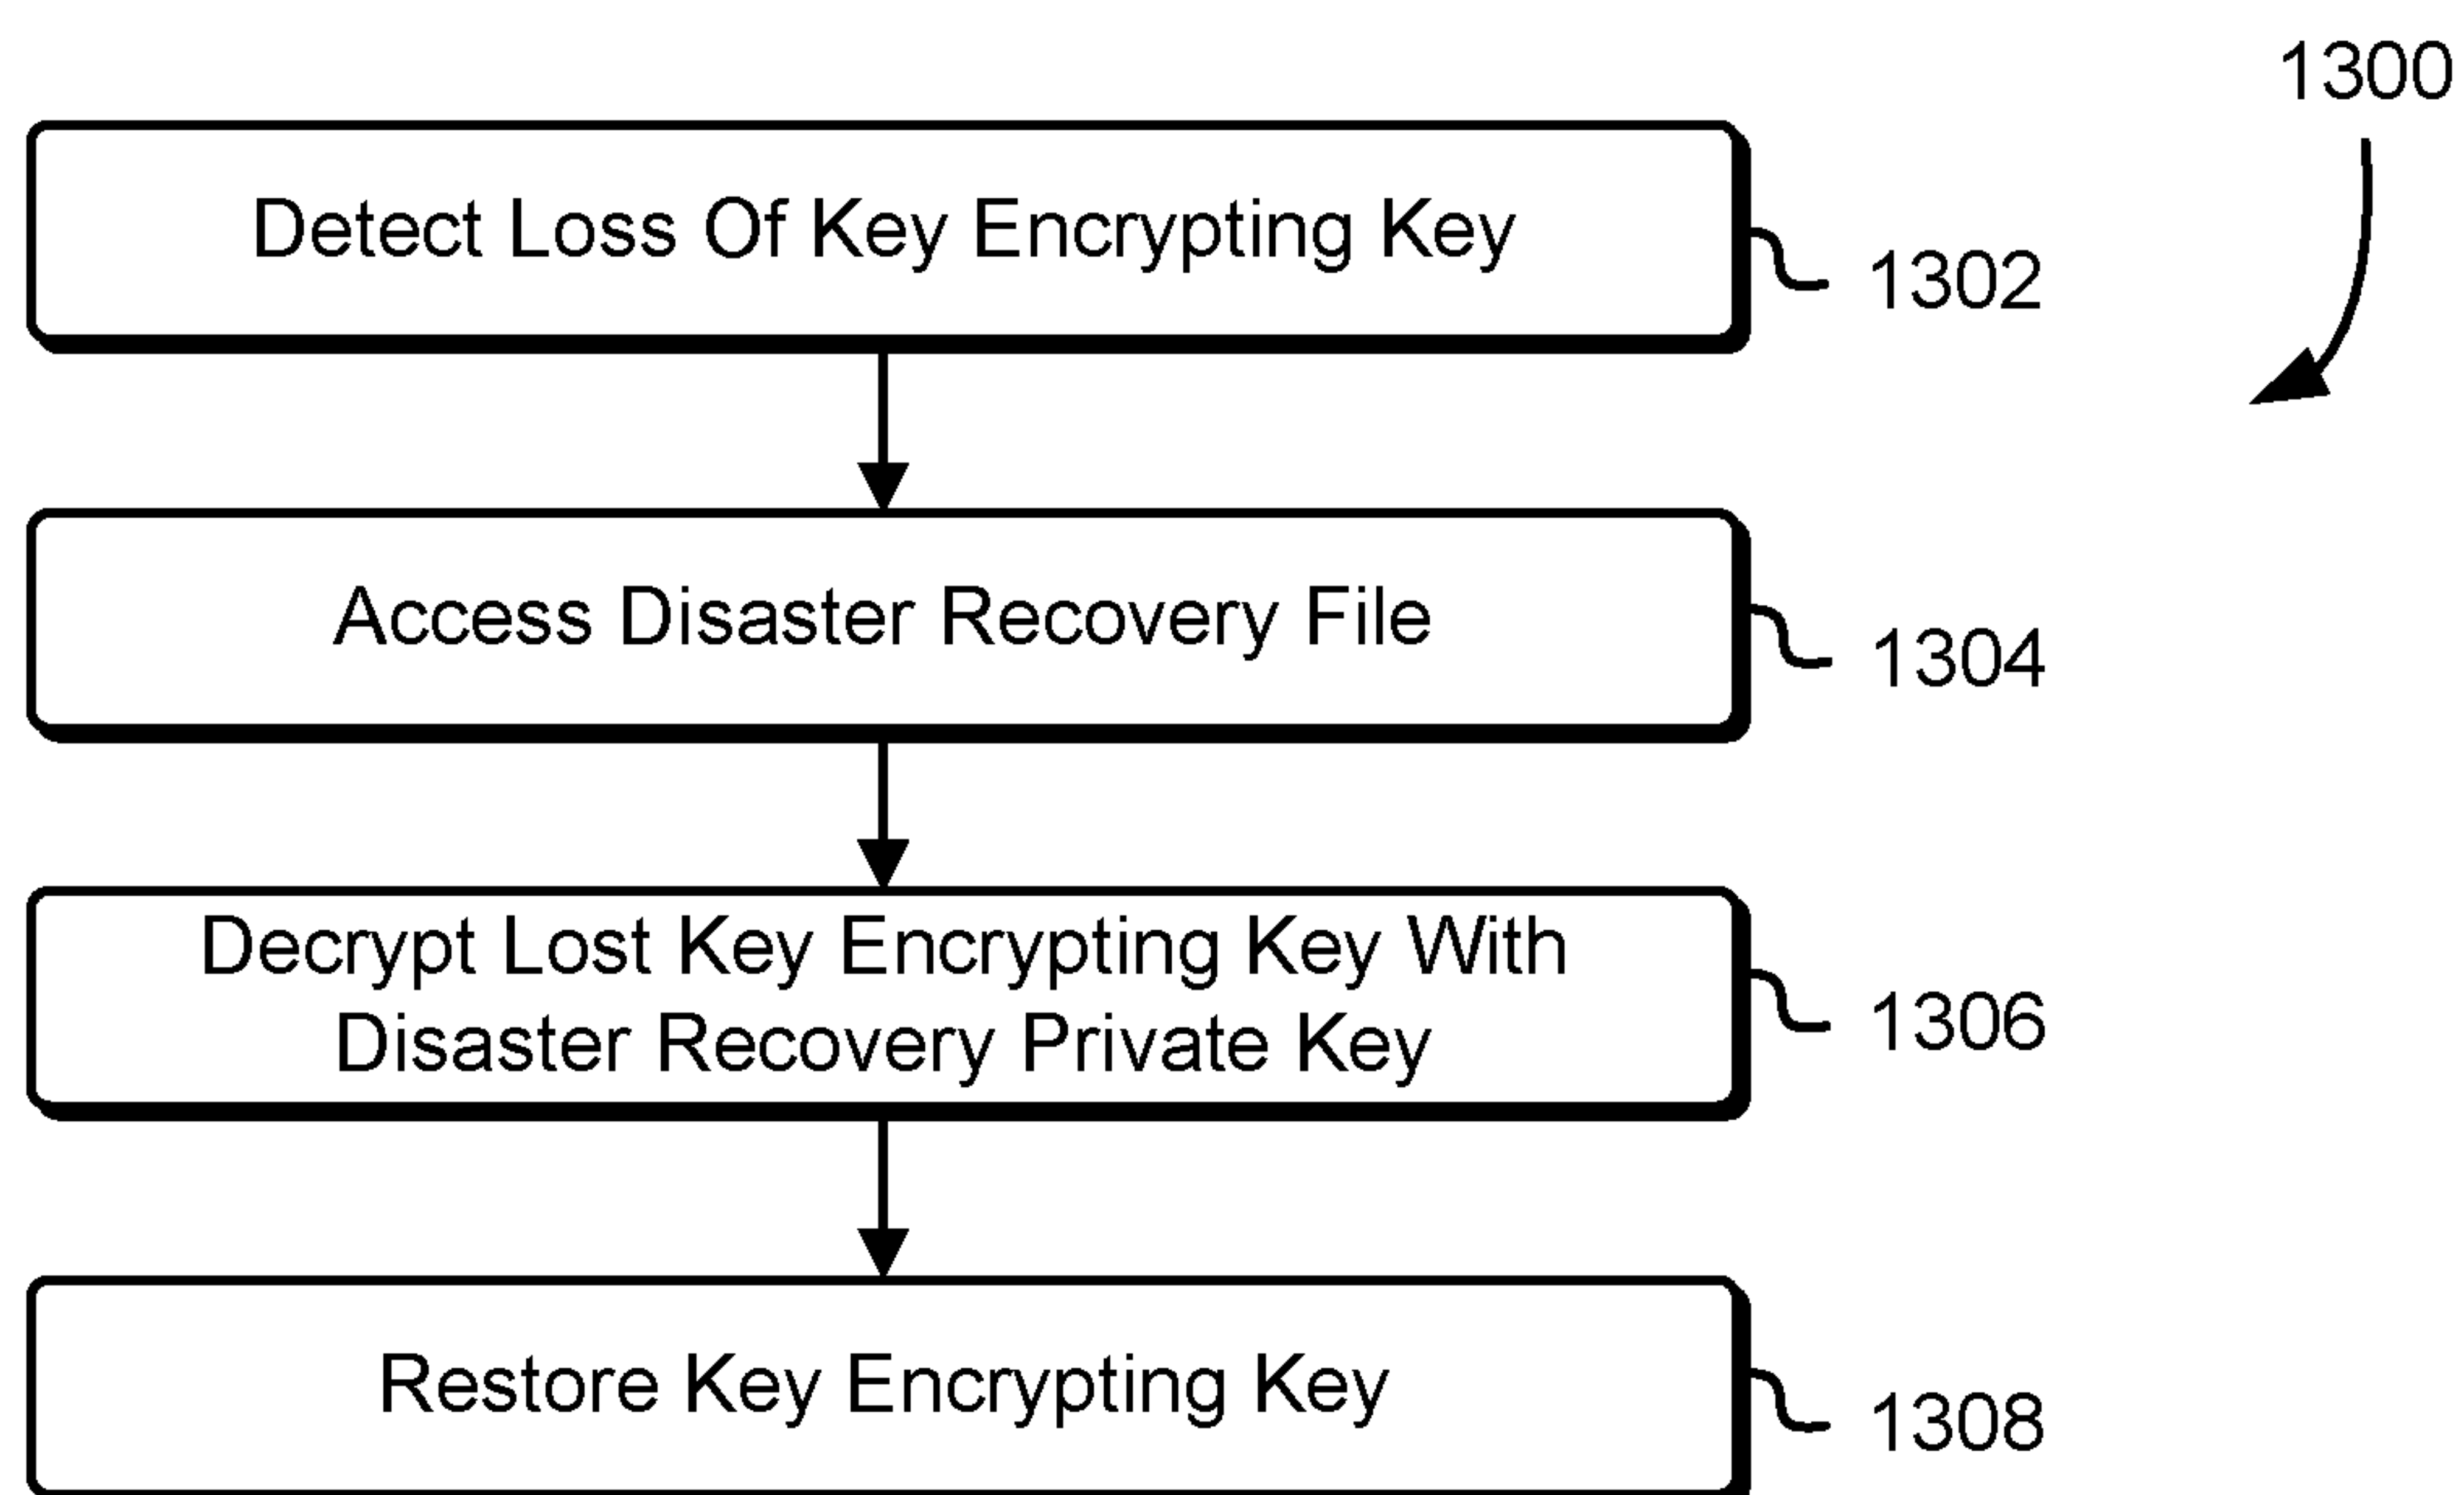 1300
Detect Loss Of Key Encrypting Key
1302
Access Disaster Recovery File
1304
Decrypt Lost Key Encrypting Key With
Disaster Recovery Private Key
1306
Restore Key Encrypting Key
1308